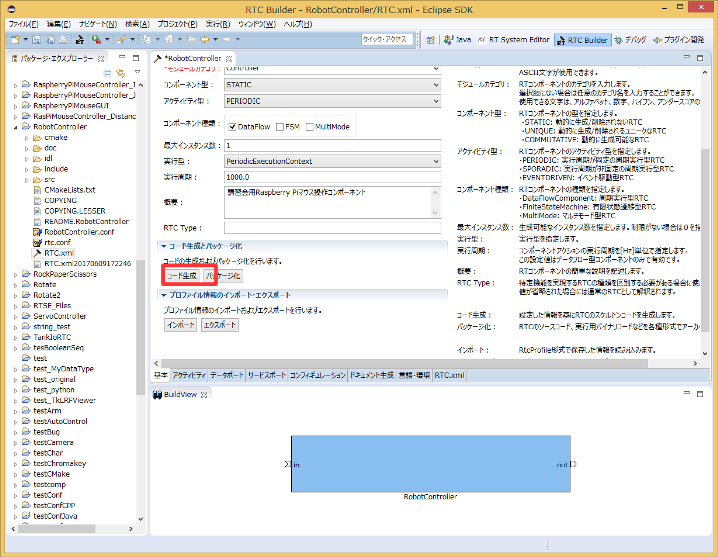 RTC Builder - RobotController/RTC.xml - Eclipse SDK
ファイル(F) 編集(E) ナビゲート(N) 検索(A) プロジェクト(P) 実行(R) ウィンドウ(W) ヘルプ(H)
クイック・アクセス
Java RT System Editor RTC Builder デバッグ プラグイン開発
パッケージ・エクスプローラー
RaspberryPiMouseController_J
RaspberryPiMouseGUI
RasPiMouseController_Distanc
RobotController
cmake
doc
idl
include
src
CMakeLists.txt
COPYING
COPYING.LESSER
README.RobotController
RobotController.conf
rtc.conf
RTC.xml
RTC.xml20170609172246
RockPaperScissors
Rotate
Rotate2
RTSE_Files
ServoController
string_test
TankIoRTC
tesBooleanSeq
test
test_MyDataType
test_original
test_python
test_TkLRFViewer
testArm
testAutoControl
testBug
testCamera
testChar
testChromakey
testCMake
testcomp
testConf
testConfCPP
testConfJava
*RobotController
*モジュールカテゴリ: Controller
コンポーネント型: STATIC
アクティビティ型: PERIODIC
コンポーネント種類: DataFlow FSM MultiMode
最大インスタンス数: 1
実行型: PeriodicExecutionContext
実行周期: 1000.0
概要: 講習会用Raspberry Piマウス操作コンポーネント
RTC Type:
コード生成とパッケージ化
コードの生成およびパッケージ化を行います。
コード生成 パッケージ化
プロファイル情報のインポート・エクスポート
プロファイル情報のインポートおよびエクスポートを行います。
インポート エクスポート
ASCII文字が使用できます。
モジュールカテゴリ: RTコンポーネントのカテゴリを入力します。
選択肢にない場合は任意のカテゴリ名を入力することができます。
使用できる文字は、アルファベット、数字、ハイフン、アンダースコアの
コンポーネント型: RTコンポーネントの型を指定します。
・STATIC: 動的に生成/削除されないRTC
・UNIQUE: 動的に生成/削除されるユニークなRTC
・COMMUTATIVE: 動的に生成可能なRTC
アクティビティ型: RTコンポーネントのアクティビティ型を指定します。
・PERIODIC: 実行周期が固定の周期実行型RTC
・SPORADIC: 実行周期が非固定の周期実行型RTC
・EVENTDRIVEN: イベント駆動型RTC
コンポーネント種類: RTコンポーネントの種類を指定します。
・DataFlowComponent: 周期実行型RTC
・FiniteStateMachine: 有限状態遷移型RTC
・MultiMode: マルチモード型RTC
最大インスタンス数: 生成可能なインスタンス数を指定します。制限がない場合は0を指
実行型: 実行型を指定します。
実行周期: コンポーネントアクションの実行周期を[Hz]単位で指定します。
この設定値はデータフロー型コンポーネントのみで有効です。
概要: RTコンポーネントの簡単な説明を記述します。
RTC Type: 特定機能を実現するRTCの種類を区別する必要がある場合に使
値が省略された場合には通常のRTCとして解釈されます。
コード生成: 設定した情報を基にRTCのスケルトンコードを生成します。
パッケージ化: RTCのソースコード、実行用バイナリコードなどを各種形式でアーカ
インポート: RtcProfile形式で保存した情報を読み込みます。
基本 アクティビティ データポート サービスポート コンフィギュレーション ドキュメント生成 言語・環境 RTC.xml
BuildView
in out
RobotController